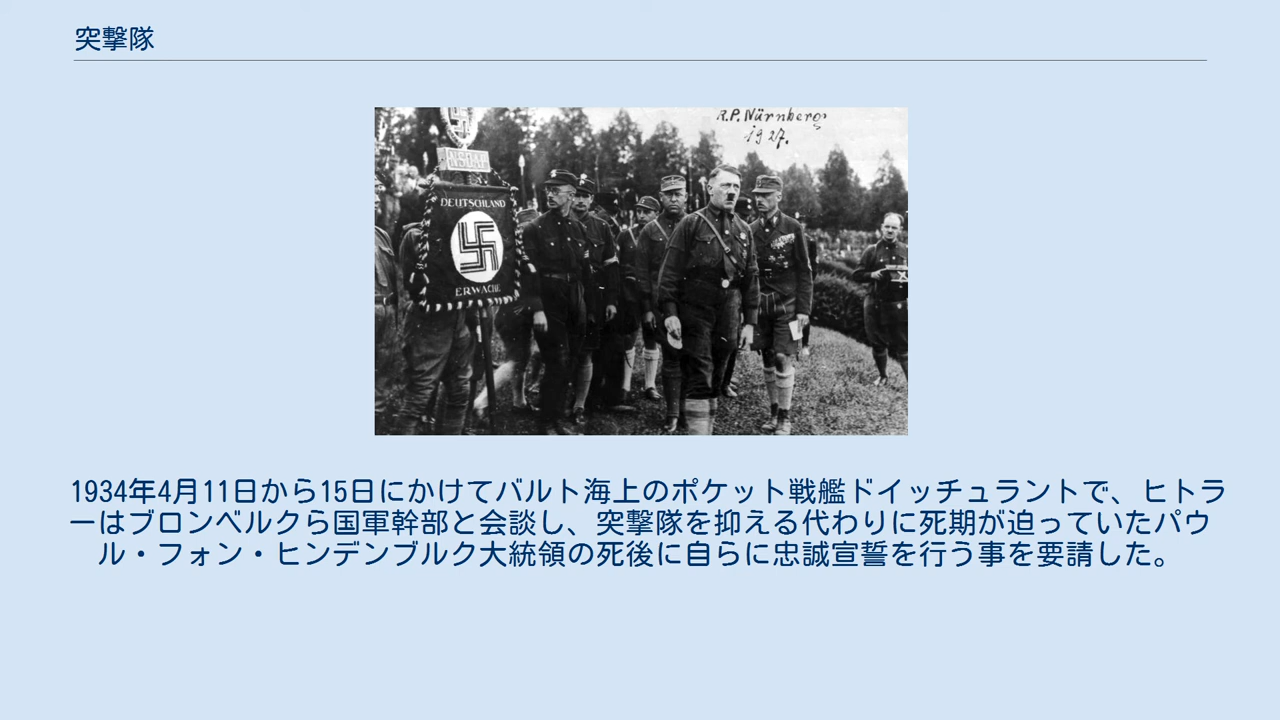 突撃隊
R.P. Nürnberg
1927.
NSDAP
DEUTSCHLAND
ERWACHE
1934年4月11日から15日にかけてバルト海上のポケット戦艦ドイッチュラントで、ヒトラ
ーはブロンベルクら国軍幹部と会談し、突撃隊を抑える代わりに死期が迫っていたパウ
ル・フォン・ヒンデンブルク大統領の死後に自らに忠誠宣誓を行う事を要請した。